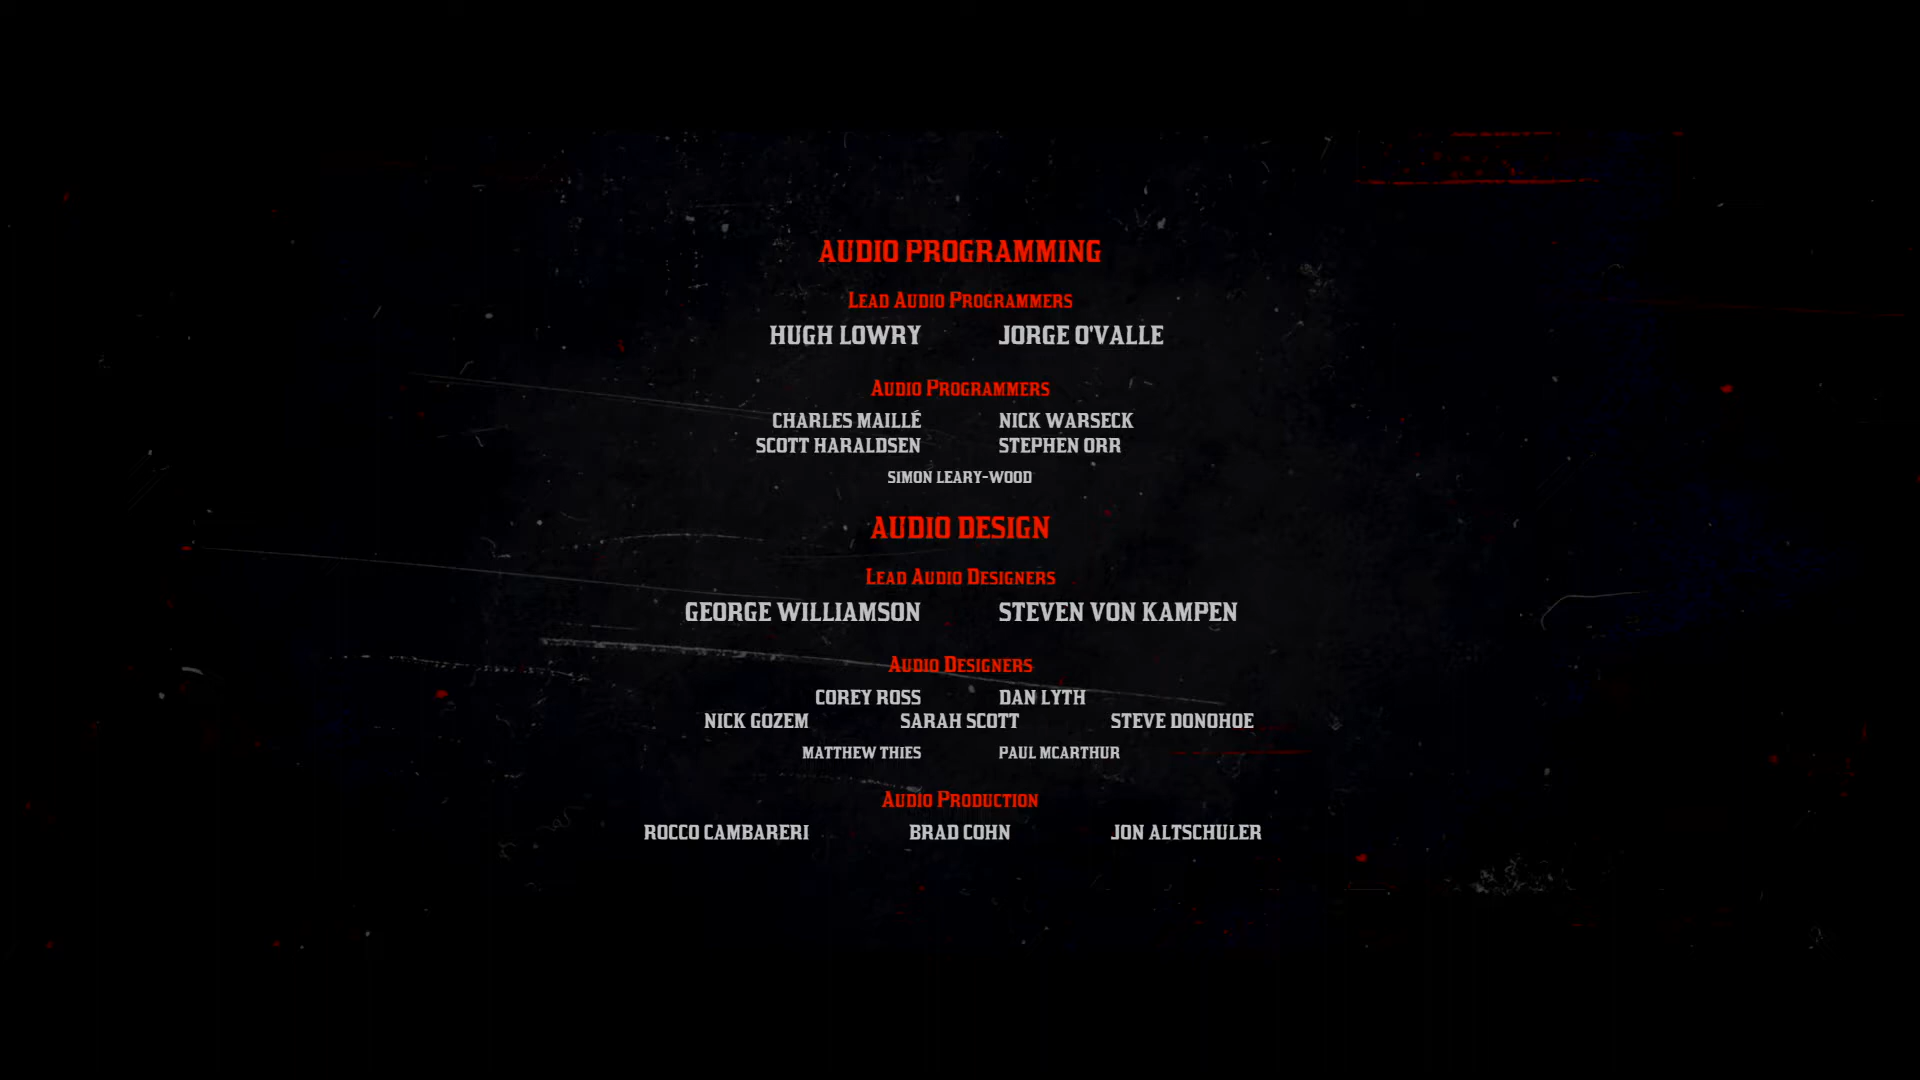 AUDIO PROGRAMMING
LEAD AUDIO PROGRAMMERS
HUGH LOWRY JORGE O'VALLE
AUDIO PROGRAMMERS
CHARLES MAILLÉ NICK WARSECK
SCOTT HARALDSEN STEPHEN ORR
SIMON LEARY-WOOD
AUDIO DESIGN
LEAD AUDIO DESIGNERS
GEORGE WILLIAMSON STEVEN VON KAMPEN
AUDIO DESIGNERS
COREY ROSS DAN LYTH
NICK GOZEM SARAH SCOTT STEVE DONOHOE
MATTHEW THIES PAUL MCARTHUR
AUDIO PRODUCTION
ROCCO CAMBARERI BRAD COHN JON ALTSCHULER